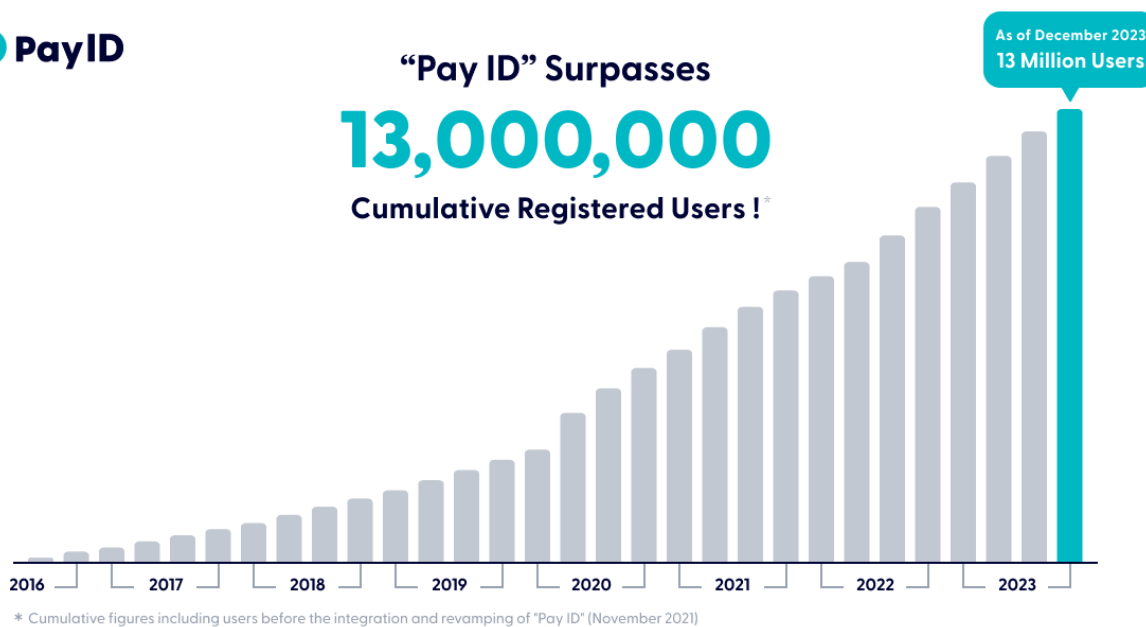 PayID
“Pay ID” Surpasses
13,000,000
Cumulative Registered Users !*
As of December 2023
13 Million Users
2016 2017 2018 2019 2020 2021 2022 2023
* Cumulative figures including users before the integration and revamping of "Pay ID" (November 2021)